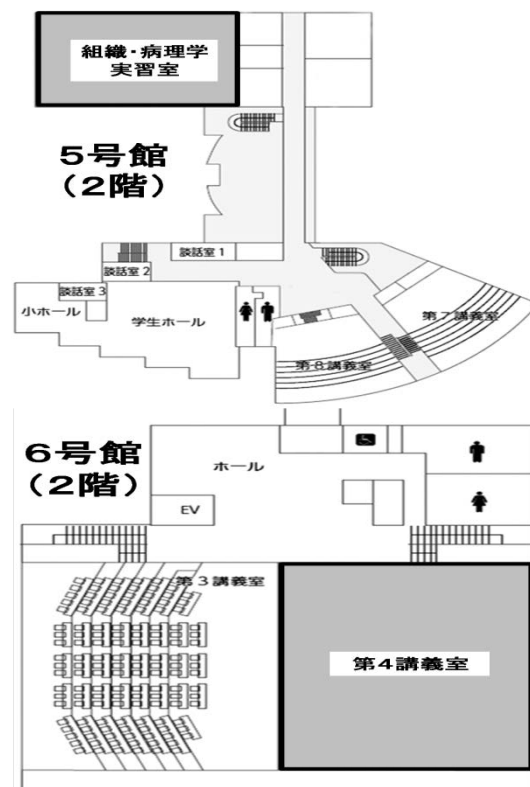 組織・病理学
実習室
5号館
（2階）
談話室 1
談話室 2
談話室 3
小ホール
学生ホール
第7講義室
第8講義室
6号館
（2階）
ホール
EV
第3講義室
第4講義室